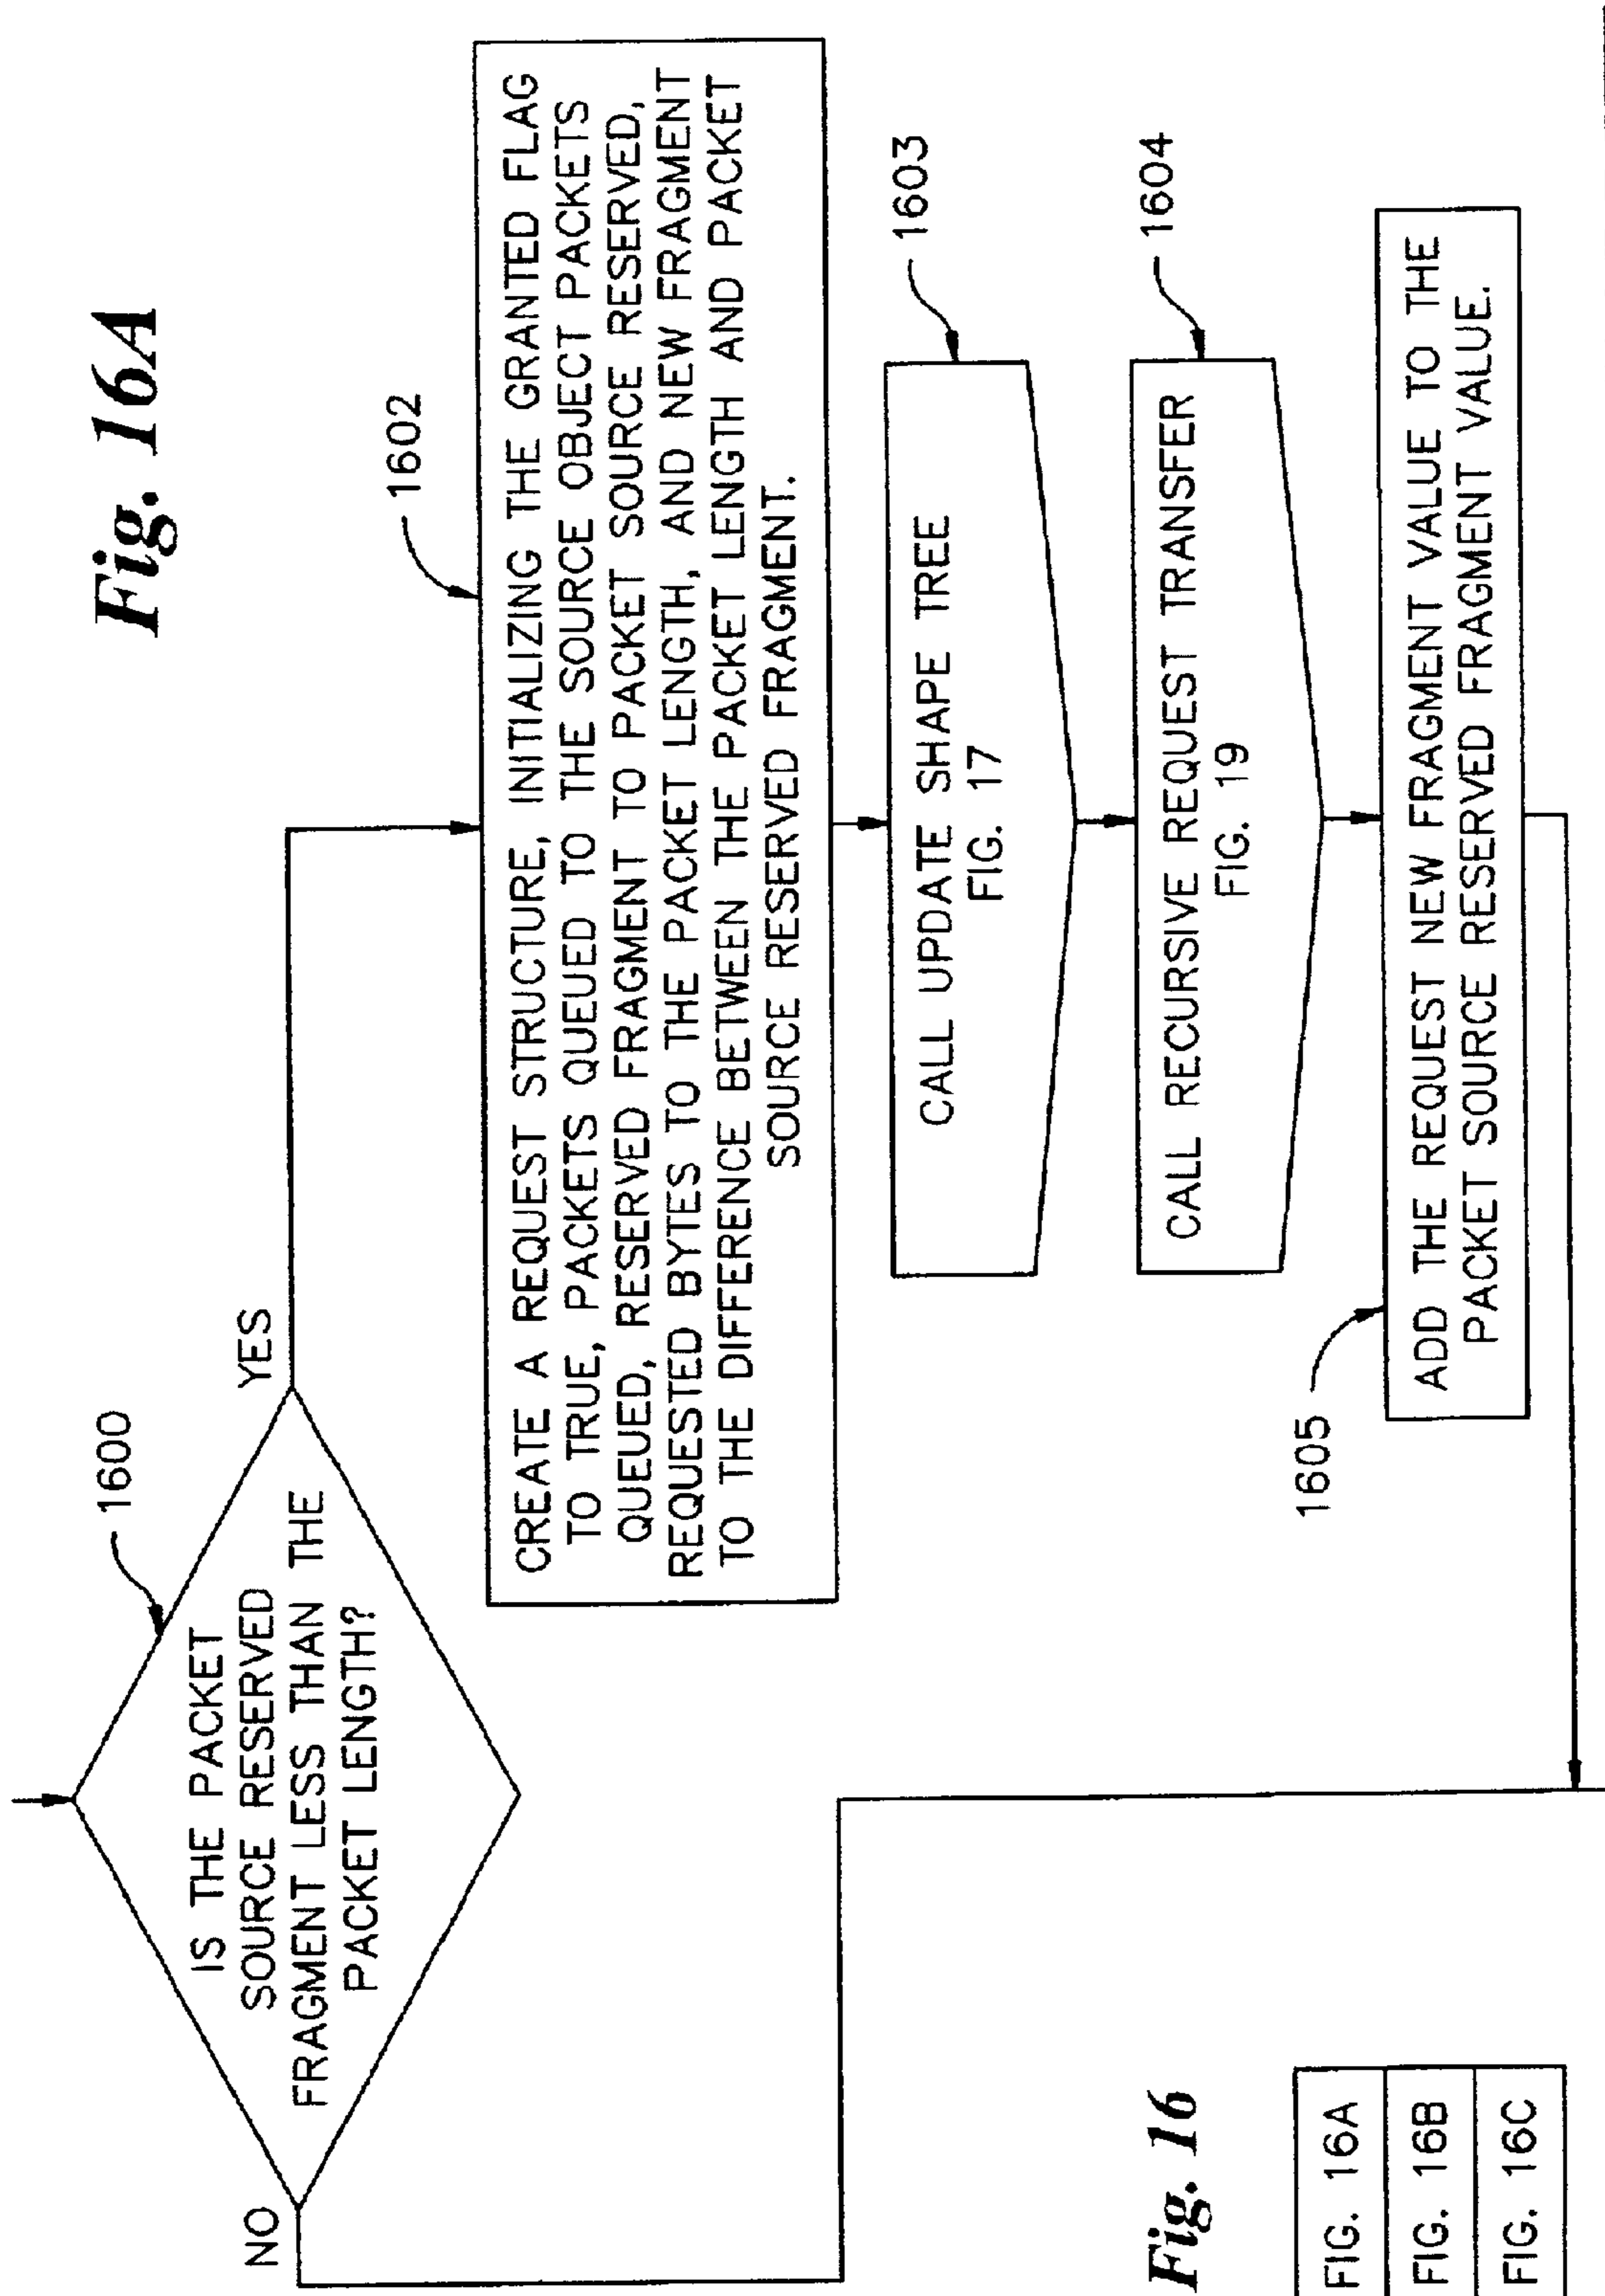 Fig. 16A
1600
IS THE PACKET
SOURCE RESERVED
FRAGMENT LESS THAN THE
PACKET LENGTH?
NO
YES
1602
CREATE A REQUEST STRUCTURE, INITIALIZING THE GRANTED FLAG
TO TRUE, PACKETS QUEUED TO THE SOURCE OBJECT PACKETS
QUEUED, RESERVED FRAGMENT TO PACKET SOURCE RESERVED,
REQUESTED BYTES TO THE PACKET LENGTH, AND NEW FRAGMENT
TO THE DIFFERENCE BETWEEN THE PACKET LENGTH AND PACKET
SOURCE RESERVED FRAGMENT.
1603
CALL UPDATE SHAPE TREE
FIG. 17
1604
CALL RECURSIVE REQUEST TRANSFER
FIG. 19
1605
ADD THE REQUEST NEW FRAGMENT VALUE TO THE
PACKET SOURCE RESERVED FRAGMENT VALUE.
Fig. 16
FIG. 16A
FIG. 16B
FIG. 16C